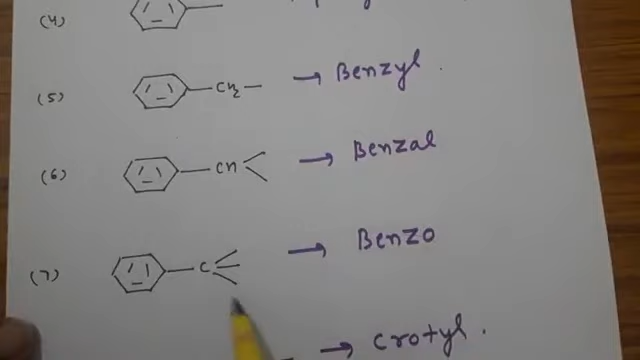 (4)
(5) CH2 → Benzyl
(6) CH → Benzal
(7) C → Benzo
→ Crotyl.